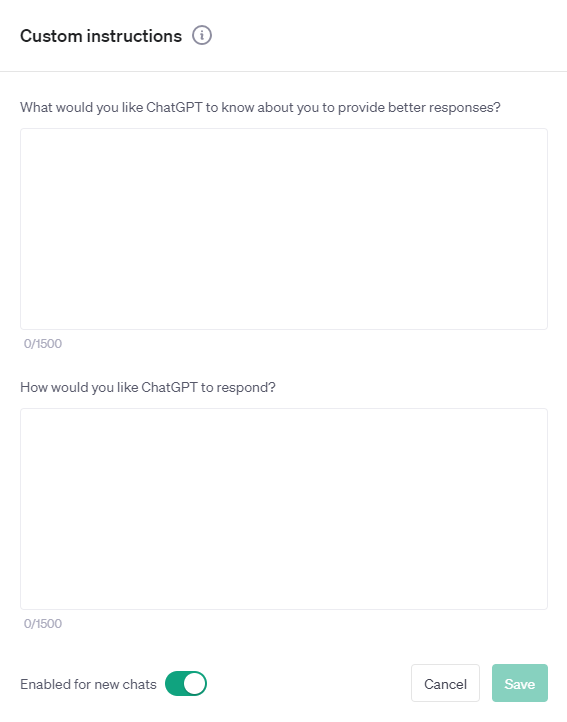 Custom instructions
What would you like ChatGPT to know about you to provide better responses?
0/1500
How would you like ChatGPT to respond?
0/1500
Enabled for new chats
Cancel
Save